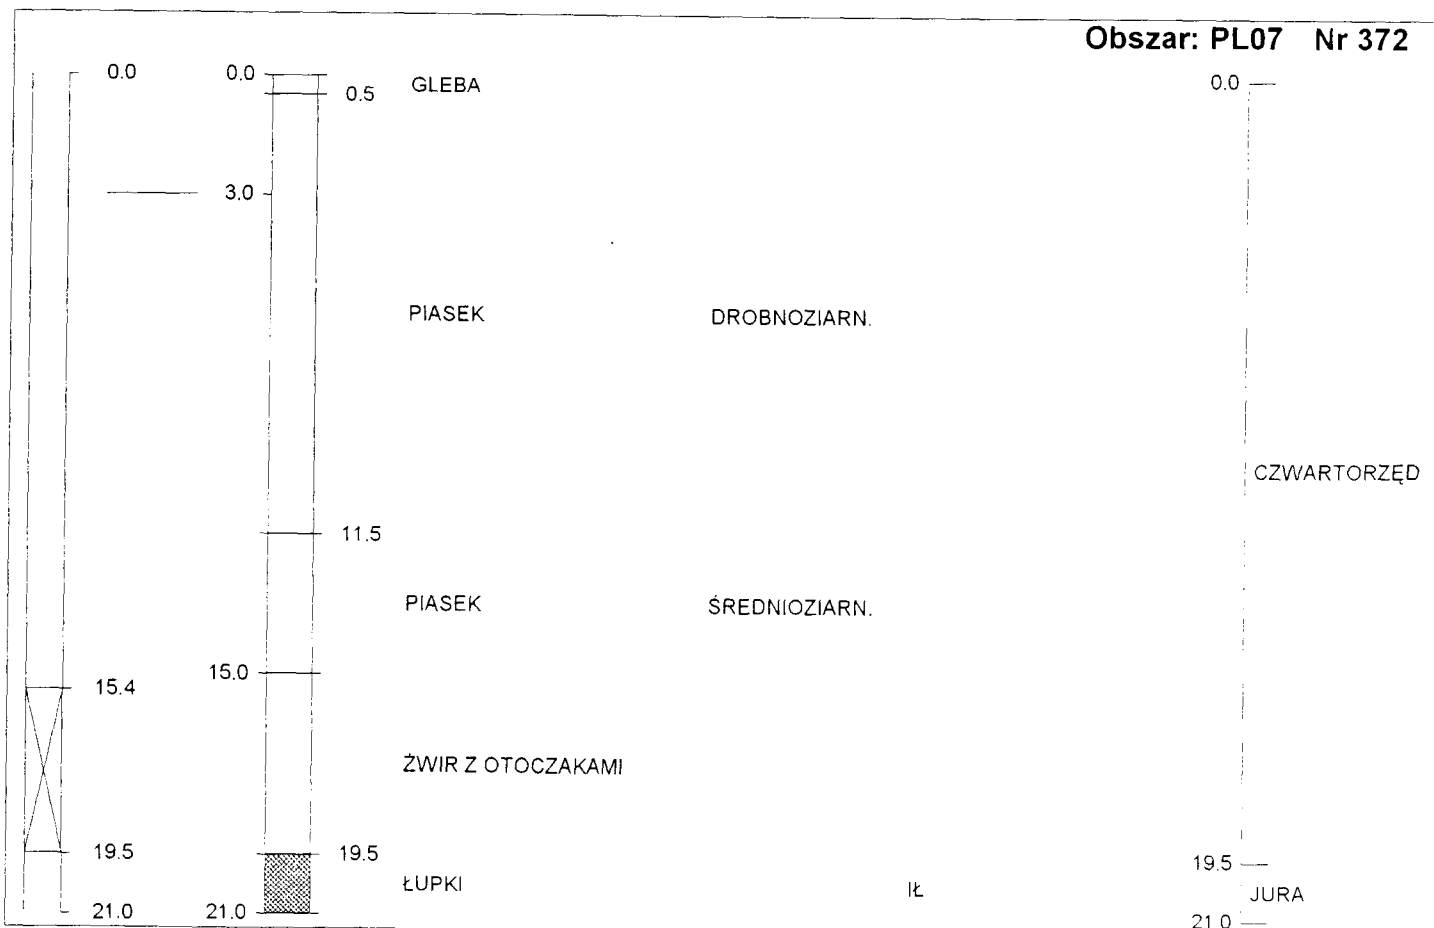 Obszar: PL07 Nr 372
0.0 0.0 GLEBA 0.0
0.5
3.0
PIASEK DROBNOZIARN.
CZWARTORZĘD
11.5
PIASEK ŚREDNIOZIARN.
15.0
15.4
ŻWIR Z OTOCZAKAMI
19.5 19.5 19.5
ŁUPKI IŁ JURA
21.0 21.0 21.0